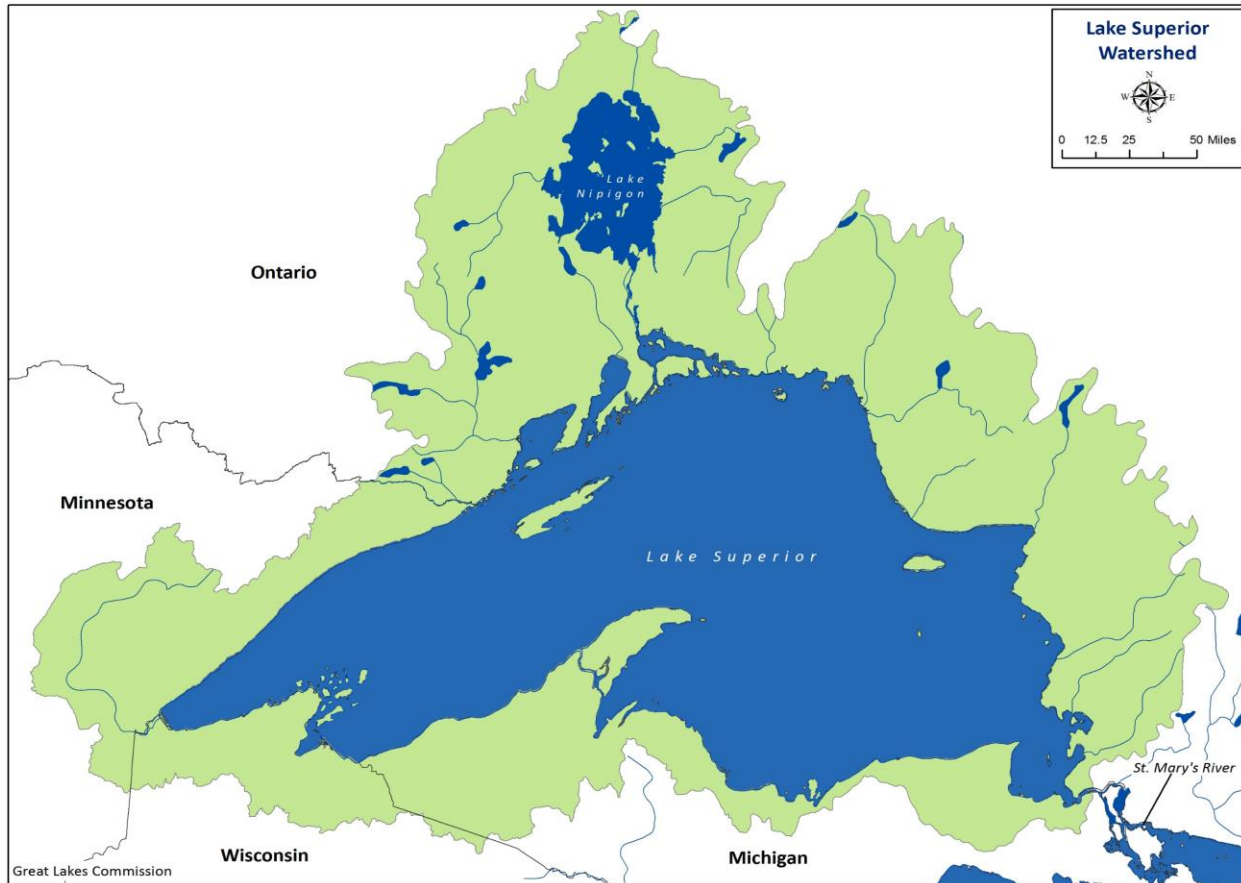 Lake Superior
Watershed
N
W E
S
0 12.5 25 50 Miles
Lake
Nipigon
Ontario
Minnesota
Lake Superior
St. Mary's River
Wisconsin
Michigan
Great Lakes Commission